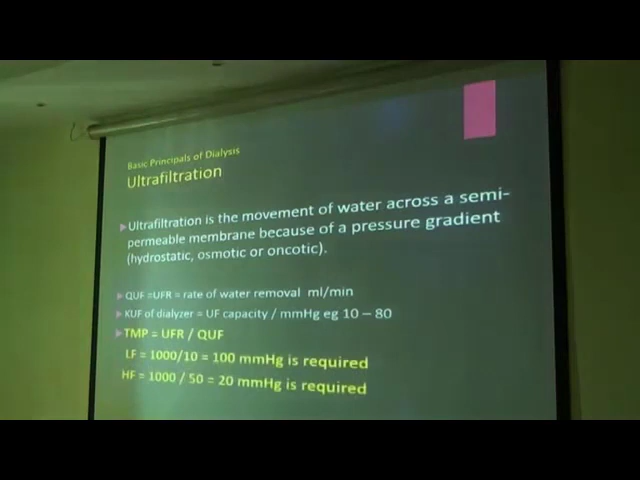 Basic Principals of Dialysis
Ultrafiltration
Ultrafiltration is the movement of water across a semi-
permeable membrane because of a pressure gradient
(hydrostatic, osmotic or oncotic).
QUF =UFR = rate of water removal ml/min
KUF of dialyzer = UF capacity / mmHg eg 10 – 80
TMP = UFR / QUF
LF = 1000/10 = 100 mmHg is required
HF = 1000 / 50 = 20 mmHg is required